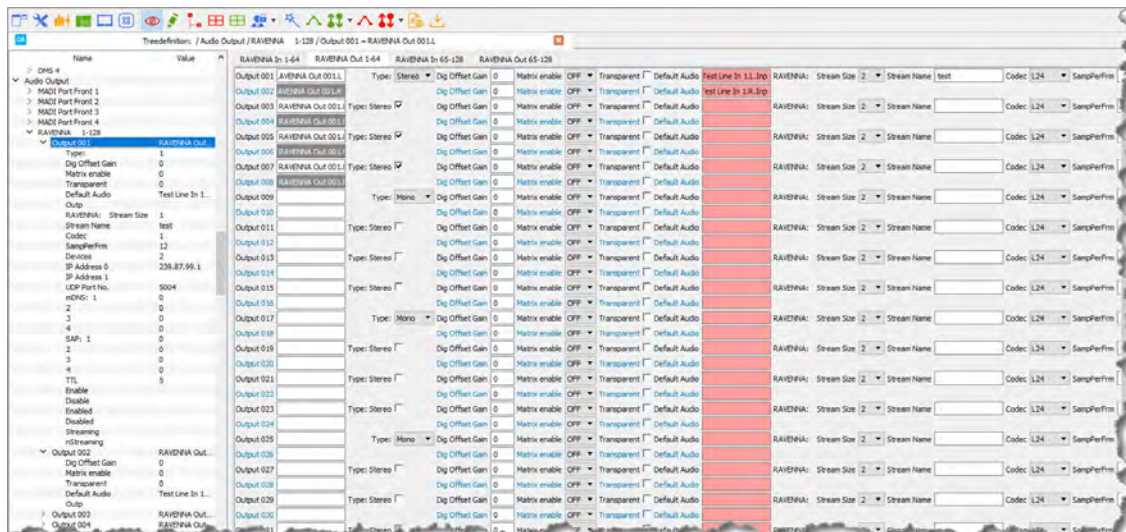 Treedefinition: / Audio Output / RAVENNA 1-128 / Output 001 = RAVENNA Out 001.L
Name Value
DMS 4
Audio Output
MADI Port Front 1
MADI Port Front 2
MADI Port Front 3
MADI Port Front 4
RAVENNA 1-128
Output 001 RAVENNA Out...
Type: 1
Dig Offset Gain 0
Matrix enable 0
Transparent 0
Default Audio Test Line In 1...
Outp
RAVENNA: Stream Size 1
Stream Name test
Codec 1
SampPerFrm 12
Devices 2
IP Address 0 239.87.99.1
IP Address 1
UDP Port No. 5004
mDNS: 1 0
2 0
3 0
4 0
SAP: 1 0
2 0
3 0
4 0
TTL 5
Enable
Disable
Enabled
Disabled
Streaming
nStreaming
Output 002 RAVENNA Out...
Dig Offset Gain 0
Matrix enable 0
Transparent 0
Default Audio Test Line In 1...
Outp
Output 003 RAVENNA Out...
Output 004 RAVENNA Out...
RAVENNA In 1-64 RAVENNA Out 1-64 RAVENNA In 65-128 RAVENNA Out 65-128
Output 001 AVENNA Out 001.L Type: Stereo Dig Offset Gain 0 Matrix enable OFF Transparent Default Audio Test Line In 1.L.Inp RAVENNA: Stream Size 2 Stream Name test Codec L24 SampPerFrm
Output 002 AVENNA Out 001.R Dig Offset Gain 0 Matrix enable OFF Transparent Default Audio Test Line In 1.R.Inp
Output 003 RAVENNA Out 001.l Type: Stereo Dig Offset Gain 0 Matrix enable OFF Transparent Default Audio RAVENNA: Stream Size 2 Stream Name Codec L24 SampPerFrm
Output 004 RAVENNA Out 001.l Dig Offset Gain 0 Matrix enable OFF Transparent Default Audio
Output 005 RAVENNA Out 001.l Type: Stereo Dig Offset Gain 0 Matrix enable OFF Transparent Default Audio RAVENNA: Stream Size 2 Stream Name Codec L24 SampPerFrm
Output 006 RAVENNA Out 001.l Dig Offset Gain 0 Matrix enable OFF Transparent Default Audio
Output 007 RAVENNA Out 001.l Type: Stereo Dig Offset Gain 0 Matrix enable OFF Transparent Default Audio RAVENNA: Stream Size 2 Stream Name Codec L24 SampPerFrm
Output 008 RAVENNA Out 001.l Dig Offset Gain 0 Matrix enable OFF Transparent Default Audio
Output 009 Type: Mono Dig Offset Gain 0 Matrix enable OFF Transparent Default Audio RAVENNA: Stream Size 2 Stream Name Codec L24 SampPerFrm
Output 010 Dig Offset Gain 0 Matrix enable OFF Transparent Default Audio
Output 011 Type: Stereo Dig Offset Gain 0 Matrix enable OFF Transparent Default Audio RAVENNA: Stream Size 2 Stream Name Codec L24 SampPerFrm
Output 012 Dig Offset Gain 0 Matrix enable OFF Transparent Default Audio
Output 013 Type: Stereo Dig Offset Gain 0 Matrix enable OFF Transparent Default Audio RAVENNA: Stream Size 2 Stream Name Codec L24 SampPerFrm
Output 014 Dig Offset Gain 0 Matrix enable OFF Transparent Default Audio
Output 015 Type: Stereo Dig Offset Gain 0 Matrix enable OFF Transparent Default Audio RAVENNA: Stream Size 2 Stream Name Codec L24 SampPerFrm
Output 016 Dig Offset Gain 0 Matrix enable OFF Transparent Default Audio
Output 017 Type: Mono Dig Offset Gain 0 Matrix enable OFF Transparent Default Audio RAVENNA: Stream Size 2 Stream Name Codec L24 SampPerFrm
Output 018 Dig Offset Gain 0 Matrix enable OFF Transparent Default Audio
Output 019 Type: Stereo Dig Offset Gain 0 Matrix enable OFF Transparent Default Audio RAVENNA: Stream Size 2 Stream Name Codec L24 SampPerFrm
Output 020 Dig Offset Gain 0 Matrix enable OFF Transparent Default Audio
Output 021 Type: Stereo Dig Offset Gain 0 Matrix enable OFF Transparent Default Audio RAVENNA: Stream Size 2 Stream Name Codec L24 SampPerFrm
Output 022 Dig Offset Gain 0 Matrix enable OFF Transparent Default Audio
Output 023 Type: Stereo Dig Offset Gain 0 Matrix enable OFF Transparent Default Audio RAVENNA: Stream Size 2 Stream Name Codec L24 SampPerFrm
Output 024 Dig Offset Gain 0 Matrix enable OFF Transparent Default Audio
Output 025 Type: Mono Dig Offset Gain 0 Matrix enable OFF Transparent Default Audio RAVENNA: Stream Size 2 Stream Name Codec L24 SampPerFrm
Output 026 Dig Offset Gain 0 Matrix enable OFF Transparent Default Audio
Output 027 Type: Stereo Dig Offset Gain 0 Matrix enable OFF Transparent Default Audio RAVENNA: Stream Size 2 Stream Name Codec L24 SampPerFrm
Output 028 Dig Offset Gain 0 Matrix enable OFF Transparent Default Audio
Output 029 Type: Stereo Dig Offset Gain 0 Matrix enable OFF Transparent Default Audio RAVENNA: Stream Size 2 Stream Name Codec L24 SampPerFrm
Output 030 Dig Offset Gain 0 Matrix enable OFF Transparent Default Audio